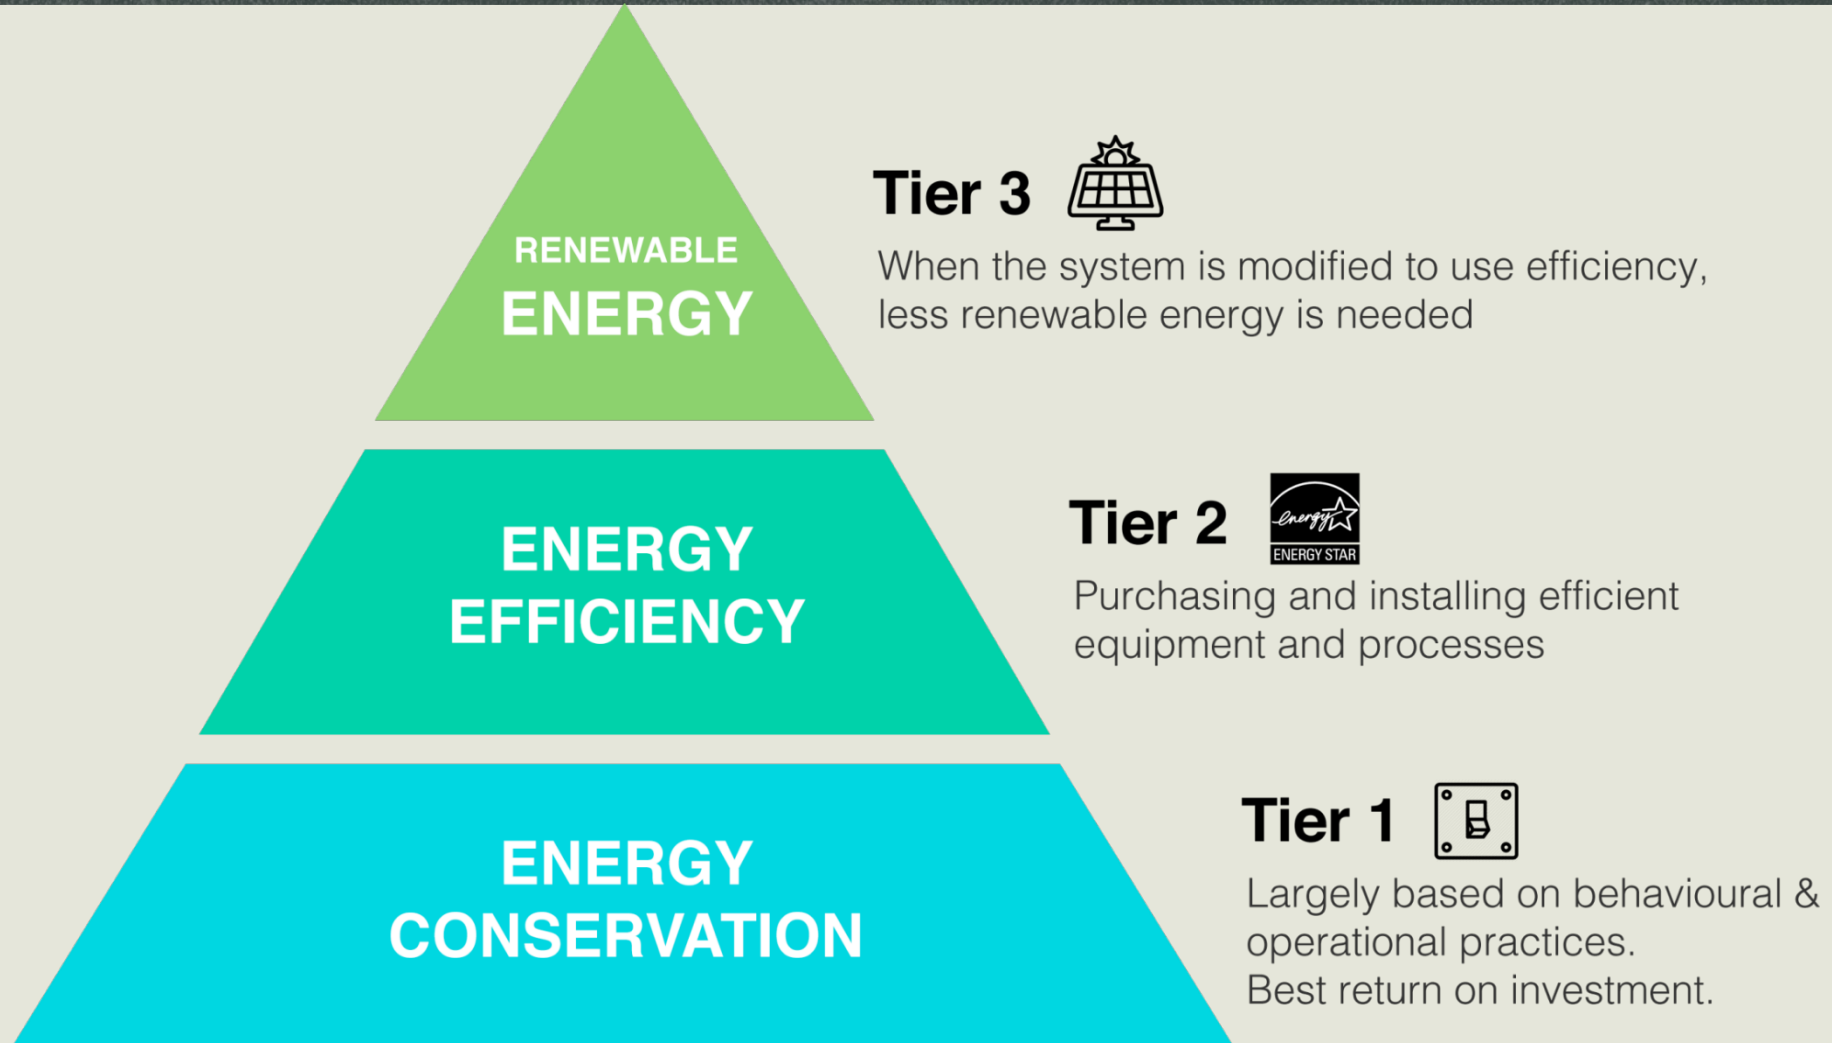 RENEWABLE
ENERGY
Tier 3
When the system is modified to use efficiency,
less renewable energy is needed
ENERGY
EFFICIENCY
Tier 2
energy
ENERGY STAR
Purchasing and installing efficient
equipment and processes
ENERGY
CONSERVATION
Tier 1
Largely based on behavioural &
operational practices.
Best return on investment.